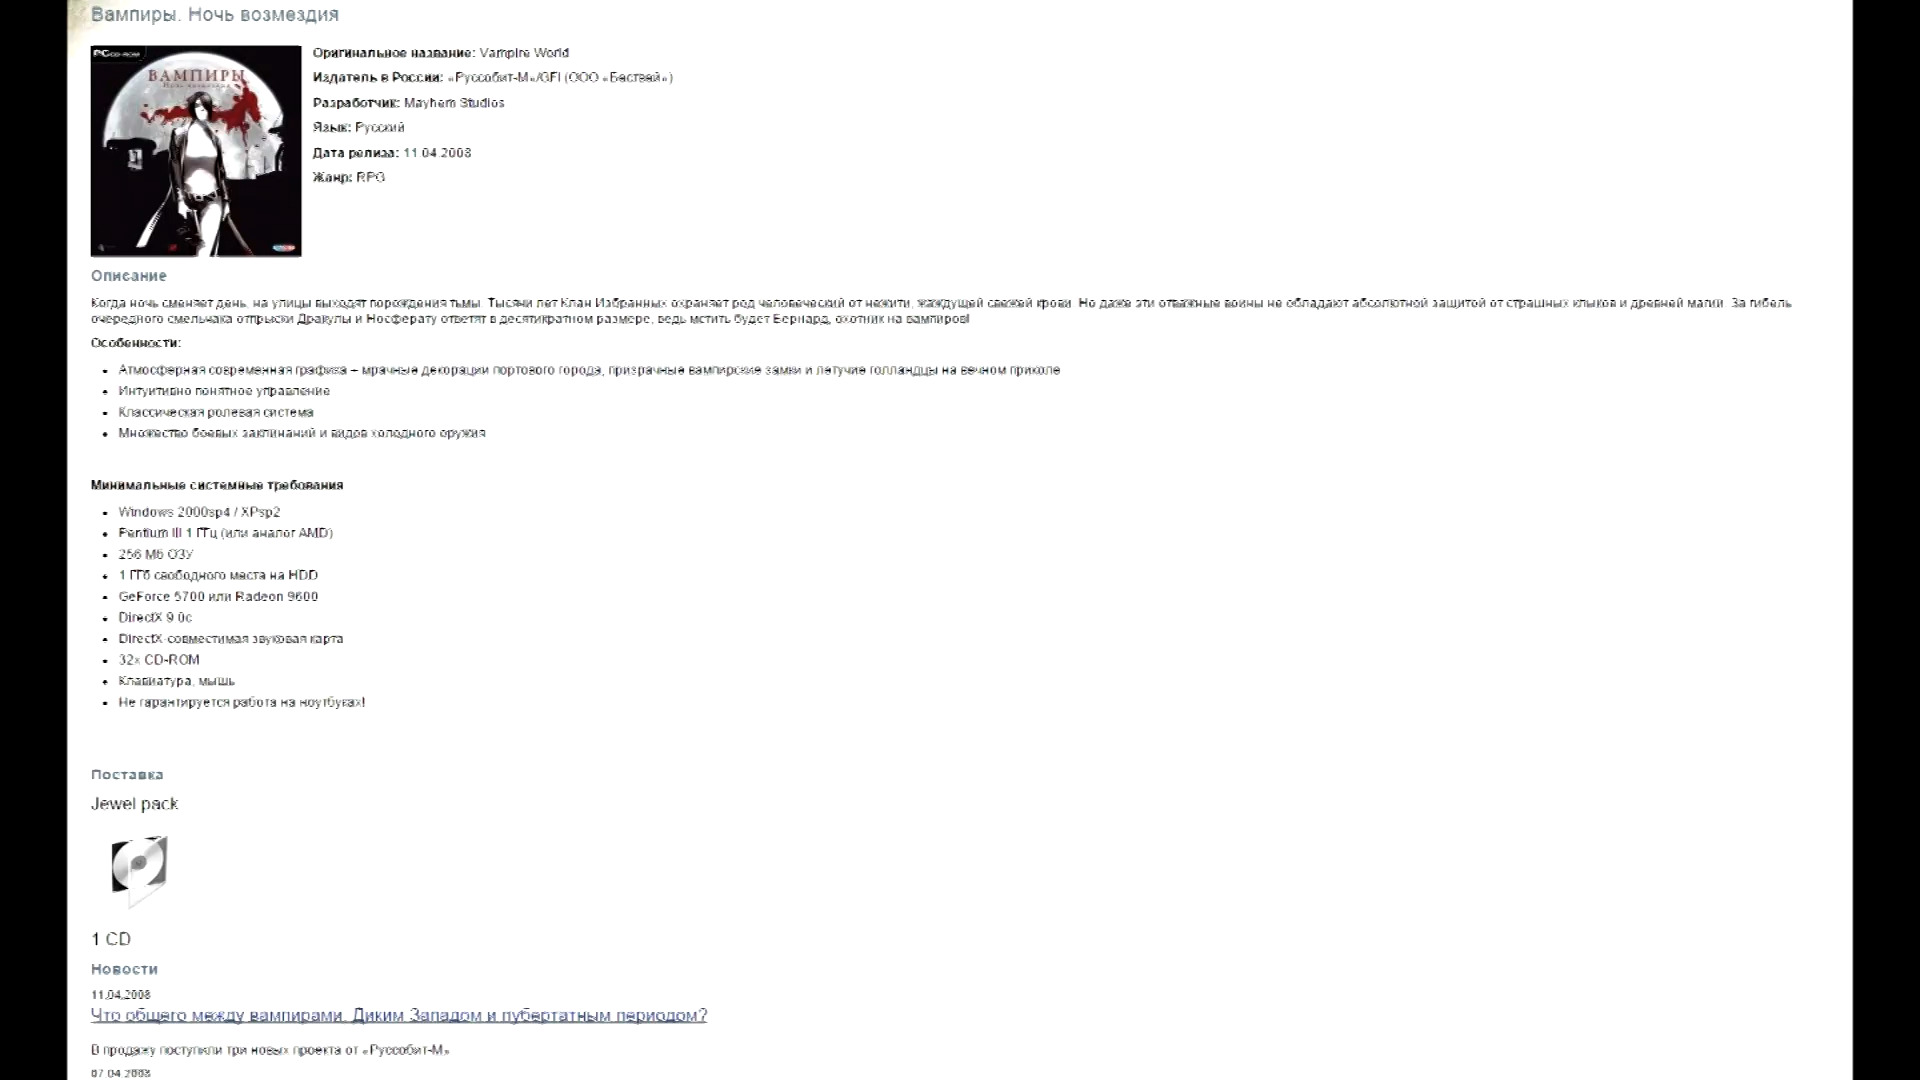 Вампиры. Ночь возмездия
PC CD-ROM
ВАМПИРЫ
Ночь возмездия
Оригинальное название: Vampire World
Издатель в России: «Руссобит-М»/GFI (ООО «Бествей»)
Разработчик: Mayhem Studios
Язык: Русский
Дата релиза: 11.04.2008
Жанр: RPG
Описание
Когда ночь сменяет день, на улицы выходят порождения тьмы. Тысячи лет Клан Избранных охраняет род человеческий от нежити, жаждущей свежей крови. Но даже эти отважные воины не обладают абсолютной защитой от страшных клыков и древней магии. За гибель
очередного смельчака отпрыски Дракулы и Носферату ответят в десятикратном размере, ведь мстить будет Бернард, охотник на вампиров!
Особенности:
Атмосферная современная графика – мрачные декорации портового города, призрачные вампирские замки и летучие голландцы на вечном приколе
Интуитивно понятное управление
Классическая ролевая система
Множество боевых заклинаний и видов холодного оружия
Минимальные системные требования
Windows 2000sp4 / XPsp2
Pentium III 1 ГГц (или аналог AMD)
256 Мб ОЗУ
1 ГГб свободного места на HDD
GeForce 5700 или Radeon 9600
DirectX 9.0c
DirectX-совместимая звуковая карта
32x CD-ROM
Клавиатура, мышь
Не гарантируется работа на ноутбуках!
Поставка
Jewel pack
1 CD
Новости
11.04.2008
Что общего между вампирами, Диким Западом и пубертатным периодом?
В продажу поступили три новых проекта от «Руссобит-М»
07.04.2008